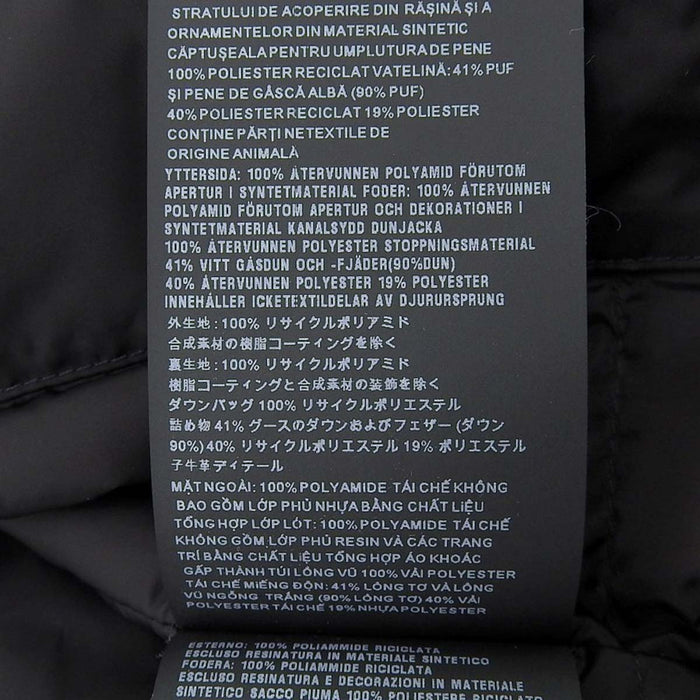 STRATULUI DE ACOPERIRE DIN RĂȘINĂ ȘI A
ORNAMENTELOR DIN MATERIAL SINTETIC
CĂPTUȘEALA PENTRU UMPLUTURA DE PENE
100% POLIESTER RECICLAT VATELINĂ: 41% PUF
ȘI PENE DE GÂSCĂ ALBĂ (90% PUF)
40% POLIESTER RECICLAT 19% POLIESTER
CONȚINE PĂRȚI NETEXTILE DE
ORIGINE ANIMALĂ
YTTERSIDA: 100% ÅTERVUNNEN POLYAMID FÖRUTOM
APERTUR I SYNTETMATERIAL FODER: 100% ÅTERVUNNEN
POLYAMID FÖRUTOM APERTUR OCH DEKORATIONER I
SYNTETMATERIAL KANALSYDD DUNJACKA
100% ÅTERVUNNEN POLYESTER STOPPNINGSMATERIAL
41% VITT GÅSDUN OCH -FJÄDER(90%DUN)
40% ÅTERVUNNEN POLYESTER 19% POLYESTER
INNEHÅLLER ICKETEXTILDELAR AV DJURURSPRUNG
外生地：100% リサイクルポリアミド
合成素材の樹脂コーティングを除く
裏生地：100% リサイクルポリアミド
樹脂コーティングと合成素材の装飾を除く
ダウンバッグ 100% リサイクルポリエステル
詰め物 41% グースのダウンおよびフェザー (ダウン
90%) 40% リサイクルポリエステル 19% ポリエステル
子牛革ディテール
MẶT NGOÀI: 100% POLYAMIDE TÁI CHẾ KHÔNG
BAO GỒM LỚP PHỦ NHỰA BẰNG CHẤT LIỆU
TỔNG HỢP LỚP LÓT: 100% POLYAMIDE TÁI CHẾ
KHÔNG GỒM LỚP PHỦ RESIN VÀ CÁC TRANG
TRÍ BẰNG CHẤT LIỆU TỔNG HỢP ÁO KHOÁC
GẤP THÀNH TÚI LÔNG VŨ 100% VẢI POLYESTER
TÁI CHẾ MIẾNG ĐỘN: 41% LÔNG TƠ VÀ LÔNG
VŨ NGỖNG TRẮNG (90% LÔNG TƠ) 40% VẢI
POLYESTER TÁI CHẾ 19% NHỰA POLYESTER
ESTERNO: 100% POLIAMMIDE RICICLATA
ESCLUSO RESINATURA IN MATERIALE SINTETICO
FODERA: 100% POLIAMMIDE RICICLATA
ESCLUSO RESINATURA E DECORAZIONI IN MATERIALE
SINTETICO SACCO PIUMA 100% POLIESTERE